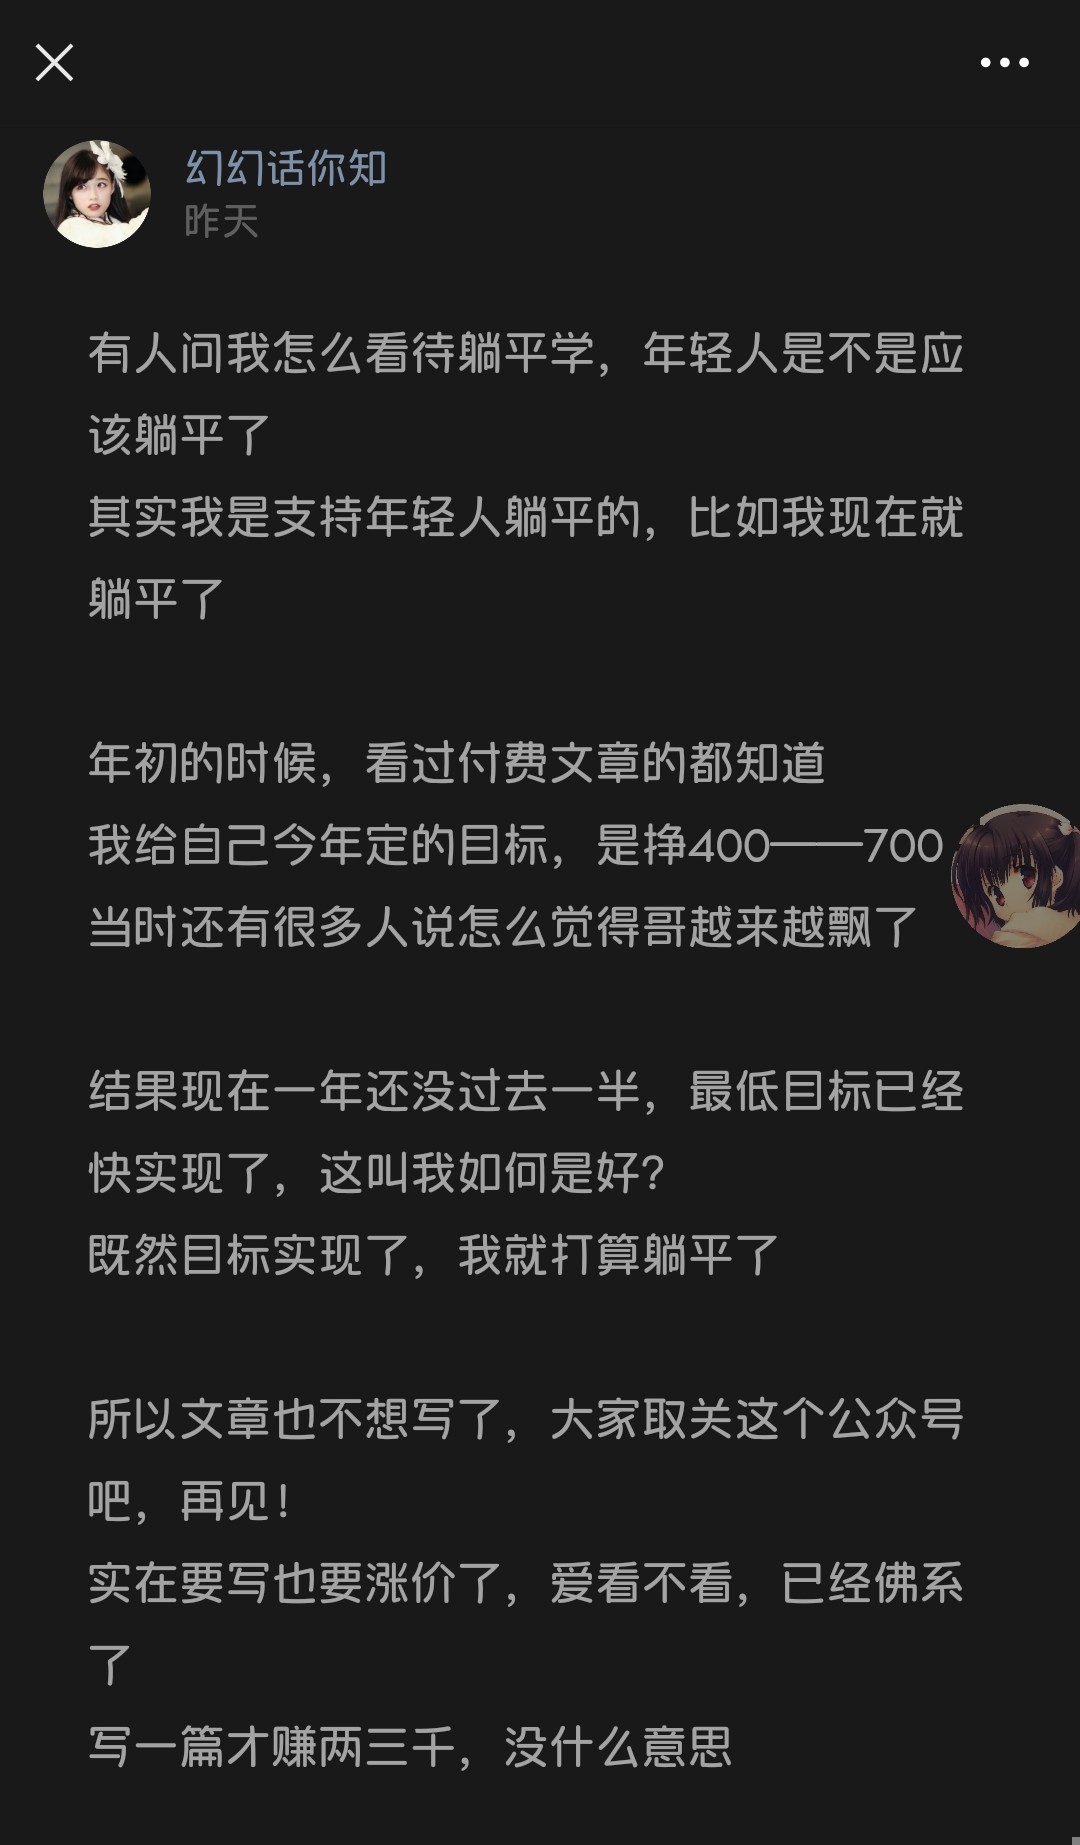 幻幻话你知
昨天
有人问我怎么看待躺平学，年轻人是不是应
该躺平了
其实我是支持年轻人躺平的，比如我现在就
躺平了
年初的时候，看过付费文章的都知道
我给自己今年定的目标，是挣400——700
当时还有很多人说怎么觉得哥越来越飘了
结果现在一年还没过去一半，最低目标已经
快实现了，这叫我如何是好？
既然目标实现了，我就打算躺平了
所以文章也不想写了，大家取关这个公众号
吧，再见！
实在要写也要涨价了，爱看不看，已经佛系
了
写一篇才赚两三千，没什么意思